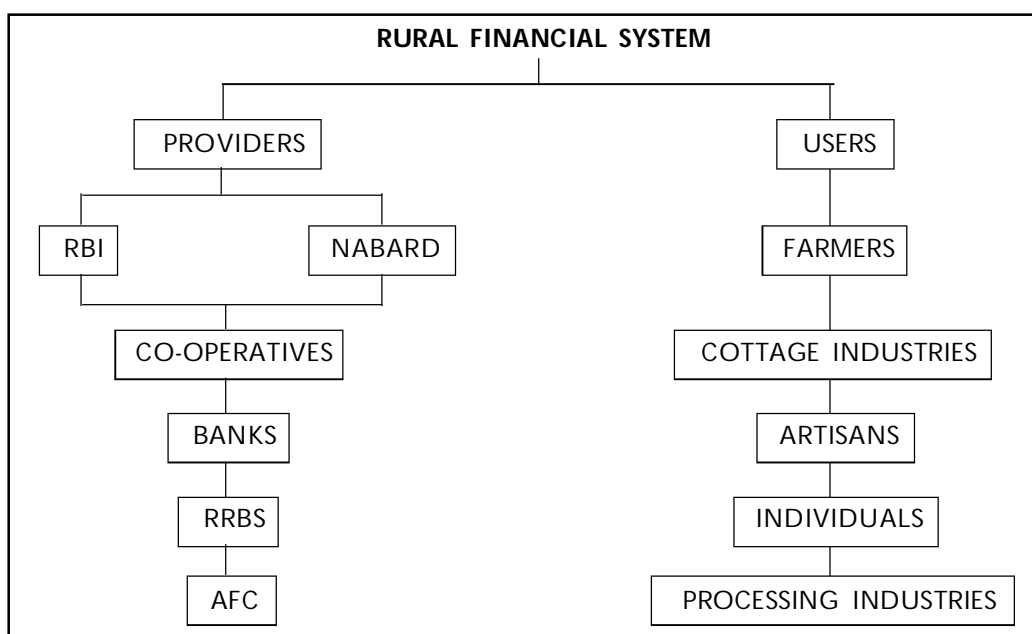 RURAL FINANCIAL SYSTEM
PROVIDERS USERS
RBI NABARD FARMERS
CO-OPERATIVES COTTAGE INDUSTRIES
BANKS ARTISANS
RRBS INDIVIDUALS
AFC PROCESSING INDUSTRIES